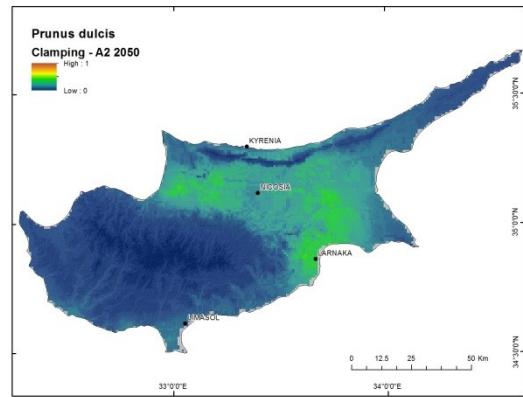 Prunus dulcis
Clamping - A2 2050
High : 1
Low : 0
KYRENIA
NICOSIA
LARNAKA
LIMASOL
0 12.5 25 50 Km
33°0'0"E 34°0'0"E
35°30'0"N
35°0'0"N
34°30'0"N